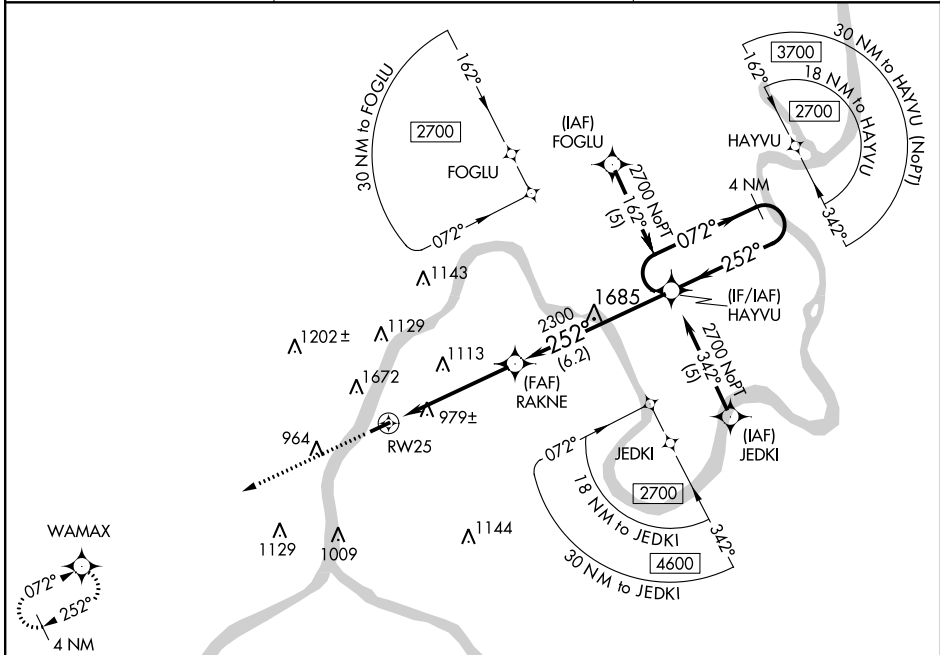 30 NM to FOGLU
162°
2700
FOGLU
072°
(IAF)
FOGLU
2700 NoPT
162°
(5)
30 NM to HAYVU (NoPT)
3700
18 NM to HAYVU
2700
162°
HAYVU
342°
4 NM
072°
252°
(IF/IAF)
HAYVU
1685
2300
252°
(6.2)
1143
1202 ±
1129
1113
1672
(FAF)
RAKNE
979±
964
RW25
2700 NoPT
342°
(5)
(IAF)
JEDKI
072°
JEDKI
2700
18 NM to JEDKI
342°
4600
30 NM to JEDKI
1129
1009
1144
WAMAX
072°
252°
4 NM